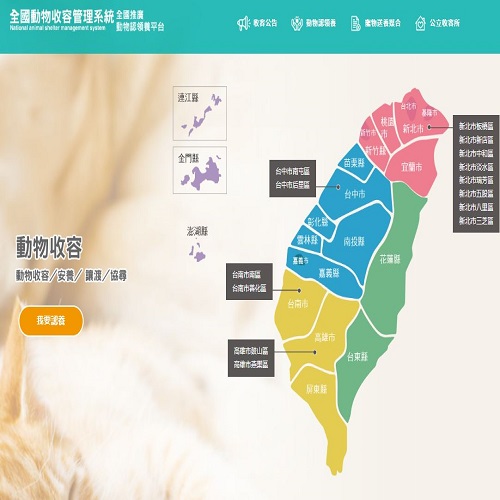 全國動物收容管理系統 全國推廣
National animal shelter management system 動物認領養平台
收容公告
動物認領養
寵物送養媒合
公立收容所
連江縣
金門縣
澎湖縣
動物收容
動物收容／安養／ 讓渡／協尋
我要認養
台北市
基隆市
新北市
桃園市
新竹市
新竹縣
宜蘭市
苗栗縣
台中市
彰化縣
雲林縣
南投縣
花蓮縣
嘉義市
嘉義縣
台南市
高雄市
台東縣
屏東縣
新北市板橋區
新北市新店區
新北市中和區
新北市淡水區
新北市瑞芳區
新北市五股區
新北市八里區
新北市三芝區
台中市南屯區
台中市后里區
台南市南區
台南市善化區
高雄市鼓山區
高雄市燕巢區